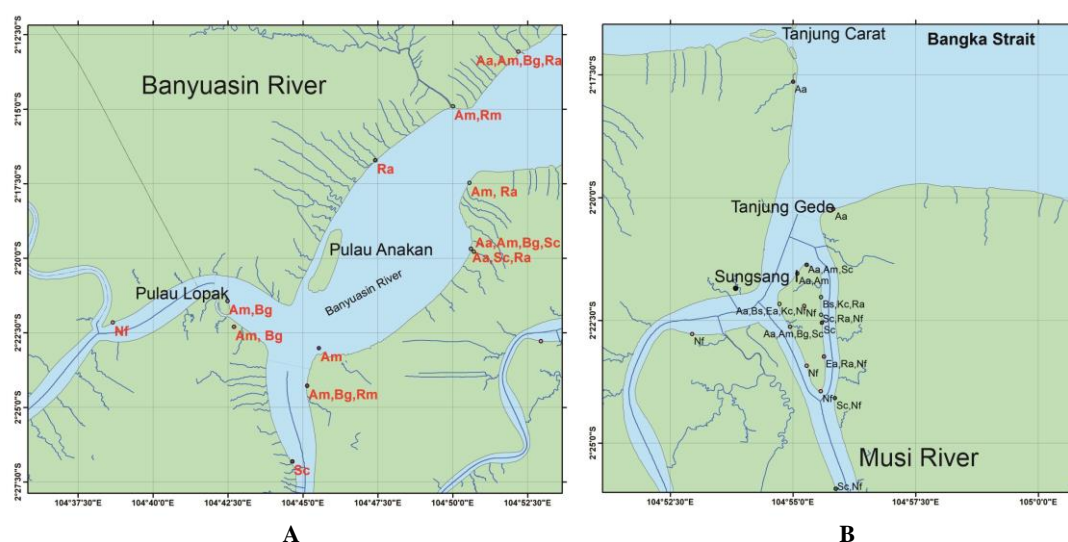 2°12'30"S
2°15'0"S
2°17'30"S
2°20'0"S
2°22'30"S
2°25'0"S
2°27'30"S
Banyuasin River
Aa,Am,Bg,Ra
Am,Rm
Ra
Am, Ra
Aa,Am,Bg,Sc
Aa,Sc,Ra
Pulau Anakan
Banyuasin River
Pulau Lopak
Am,Bg
Nf
Am, Bg
Am
Am,Bg,Rm
Sc
104°37'30"E
104°40'0"E
104°42'30"E
104°45'0"E
104°47'30"E
104°50'0"E
104°52'30"E
A
2°17'30"S
2°20'0"S
2°22'30"S
2°25'0"S
Tanjung Carat
Bangka Strait
Aa
Tanjung Gede
Aa
Aa,Am,Sc
Sungsang I
Aa,Am
Bs,Kc,Ra
Aa,Bs,Ea,Kc,Nf
Nf
Sc,Ra,Nf
Sc
Aa,Am,Bg,Sc
Nf
Ea,Ra,Nf
Nf
Nf
Sc,Nf
Musi River
Sc,Nf
104°52'30"E
104°55'0"E
104°57'30"E
105°0'0"E
B